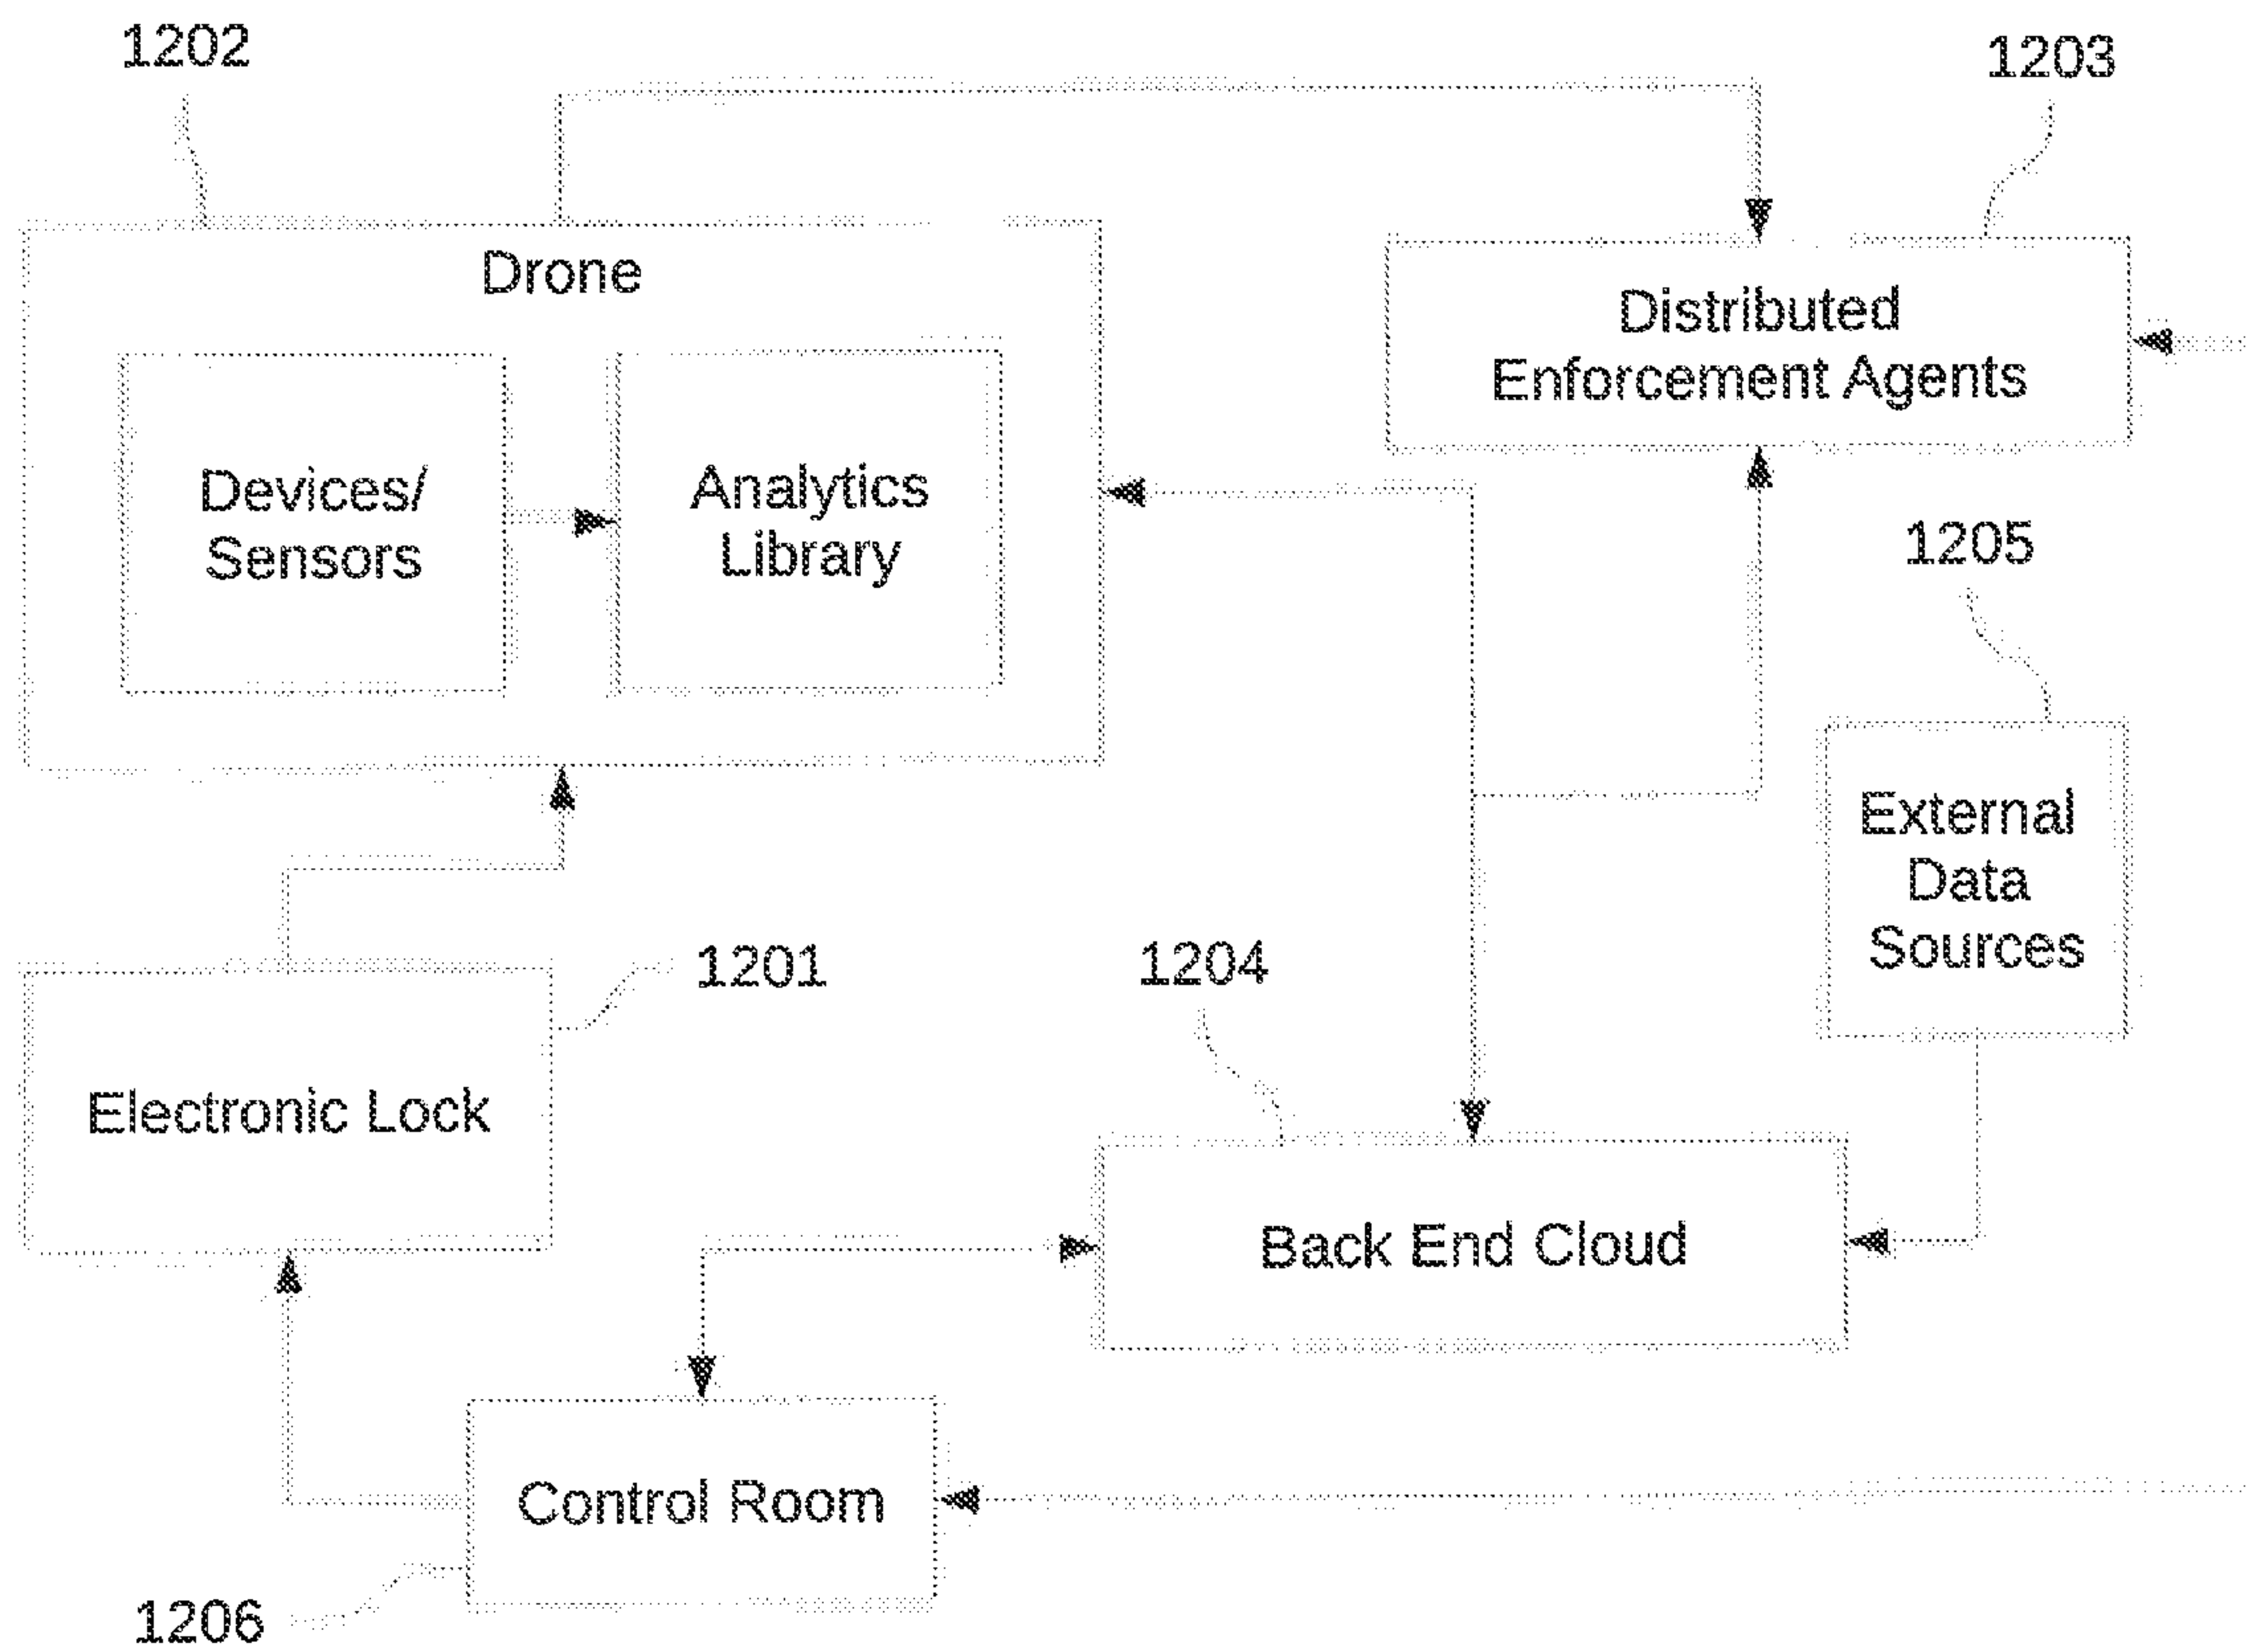 1202
1203
Drone
Distributed
Enforcement Agents
Devices/
Sensors
Analytics
Library
1205
External
Data
Sources
1201
1204
Electronic Lock
Back End Cloud
Control Room
1206